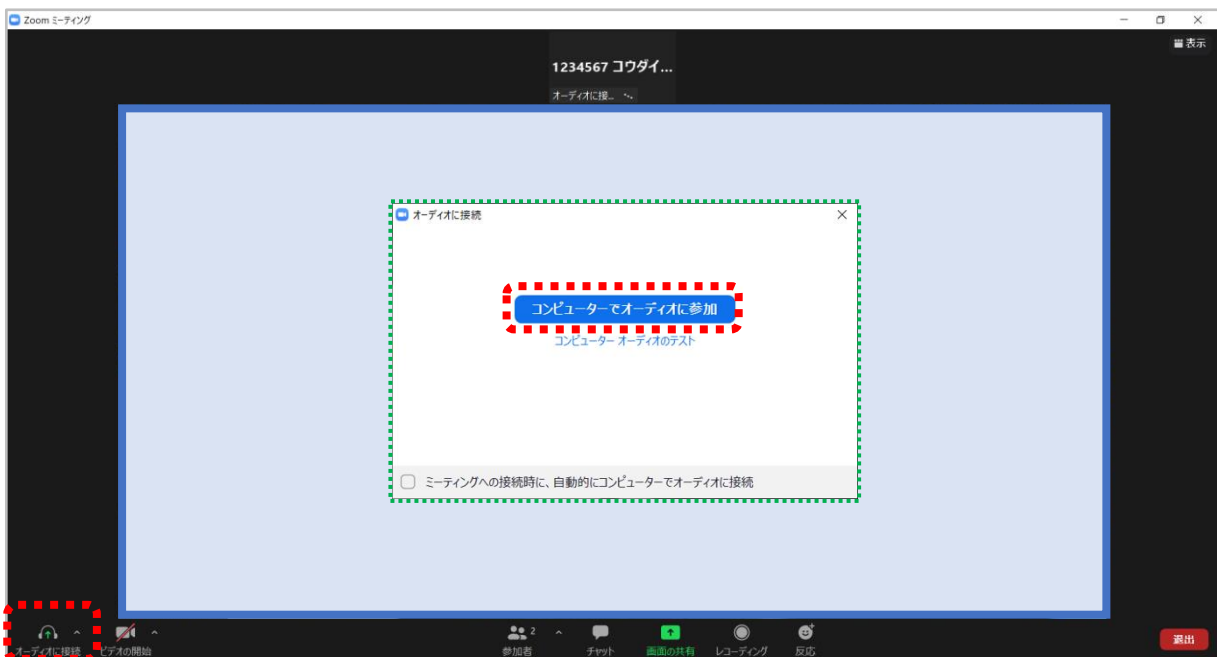 Zoom ミーティング
表示
1234567 コウダイ...
オーディオに接...
オーディオに接続
コンピューターでオーディオに参加
コンピューター オーディオのテスト
ミーティングへの接続時に、自動的にコンピューターでオーディオに接続
オーディオに接続
ビデオの開始
2
参加者
チャット
画面の共有
レコーディング
反応
退出